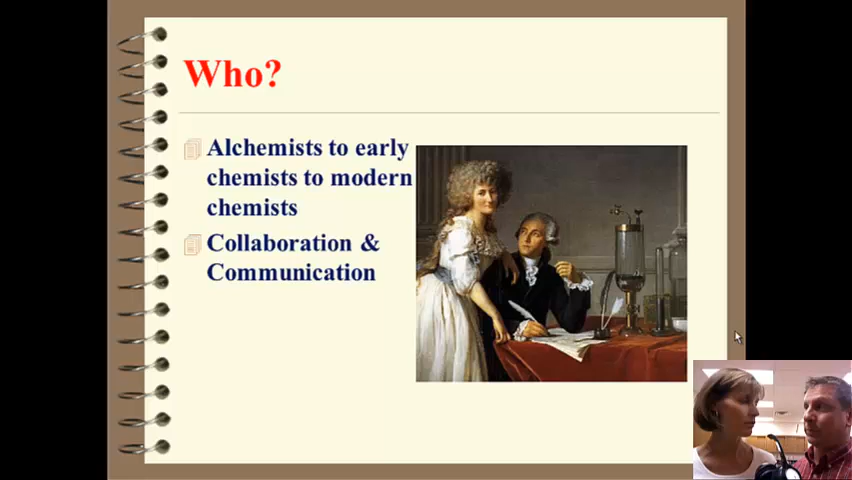 Who?
Alchemists to early
chemists to modern
chemists
Collaboration &
Communication